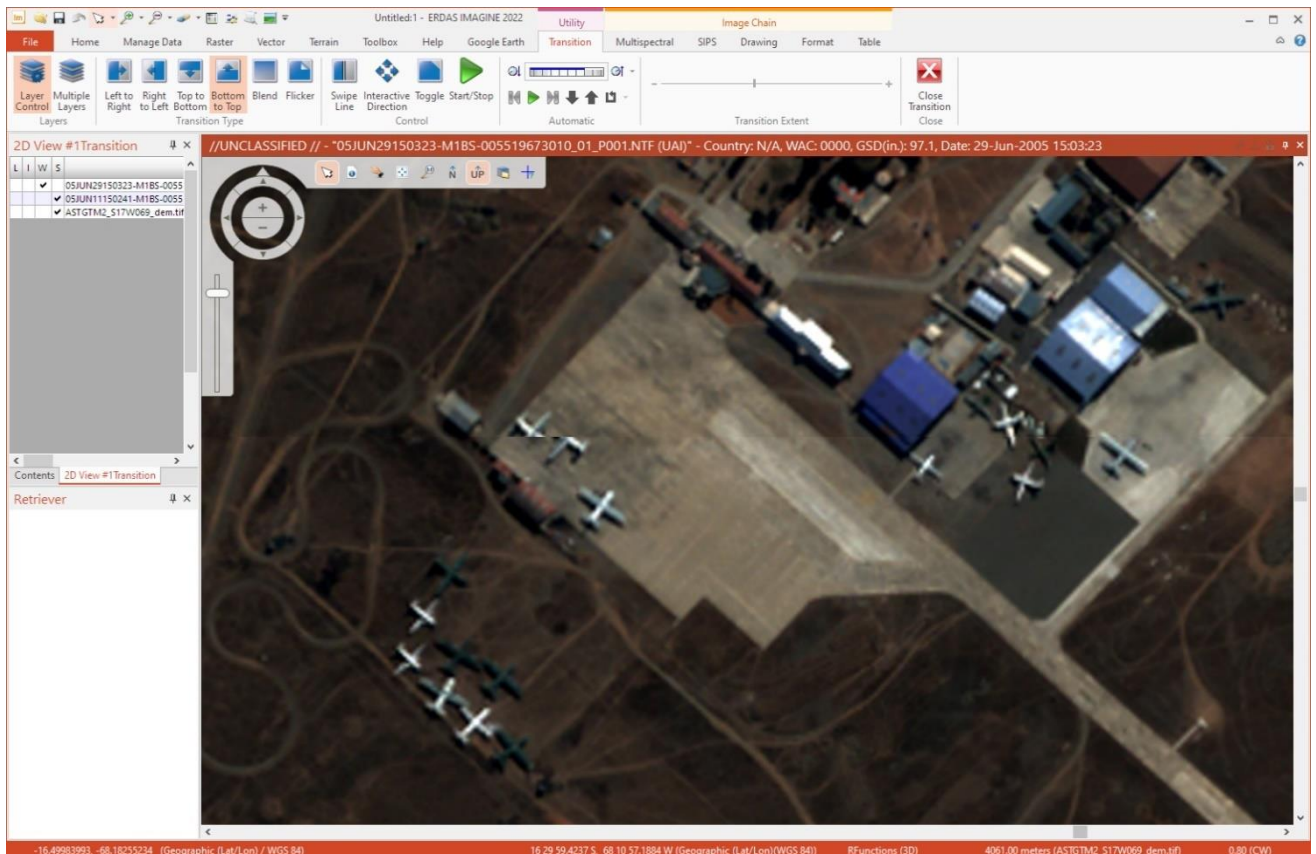 Untitled:1 - ERDAS IMAGINE 2022
Utility
Image Chain
File Home Manage Data Raster Vector Terrain Toolbox Help Google Earth Transition Multispectral SIPS Drawing Format Table
Layer Control
Multiple Layers
Left to Right
Right to Left
Top to Bottom
Bottom to Top
Blend
Flicker
Swipe Line
Interactive Direction
Toggle
Start/Stop
Close Transition
Layers
Transition Type
Control
Automatic
Transition Extent
Close
2D View #1Transition
//UNCLASSIFIED // - "05JUN29150323-M1BS-005519673010_01_P001.NTF (UAI)" - Country: N/A, WAC: 0000, GSD(in.): 97.1, Date: 29-Jun-2005 15:03:23
L I W S
05JUN29150323-M1BS-0055
05JUN11150241-M1BS-0055
ASTGTM2_S17W069_dem.tif
N
UP
Contents
2D View #1Transition
Retriever
-16.49983993, -68.18255234 (Geographic (Lat/Lon) / WGS 84)
16 29 59.4237 S, 68 10 57.1884 W (Geographic (Lat/Lon)(WGS 84))
RFunctions (3D)
4061.00 meters (ASTGTM2_S17W069_dem.tif)
0.80 (CW)